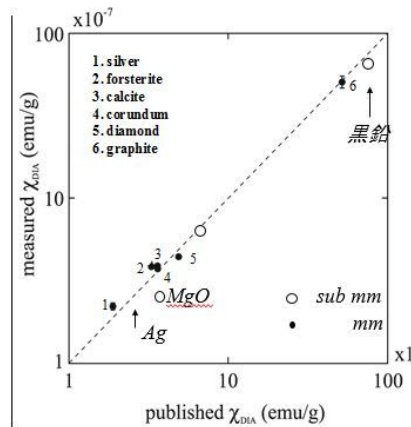 x10⁻⁷
100
1. silver
2. forsterite
3. calcite
4. corundum
5. diamond
6. graphite
6
黒鉛
measured χDIA (emu/g)
10
3
2
5
4
MgO
sub mm
1
mm
Ag
1
1
10
100
x1
published χDIA (emu/g)